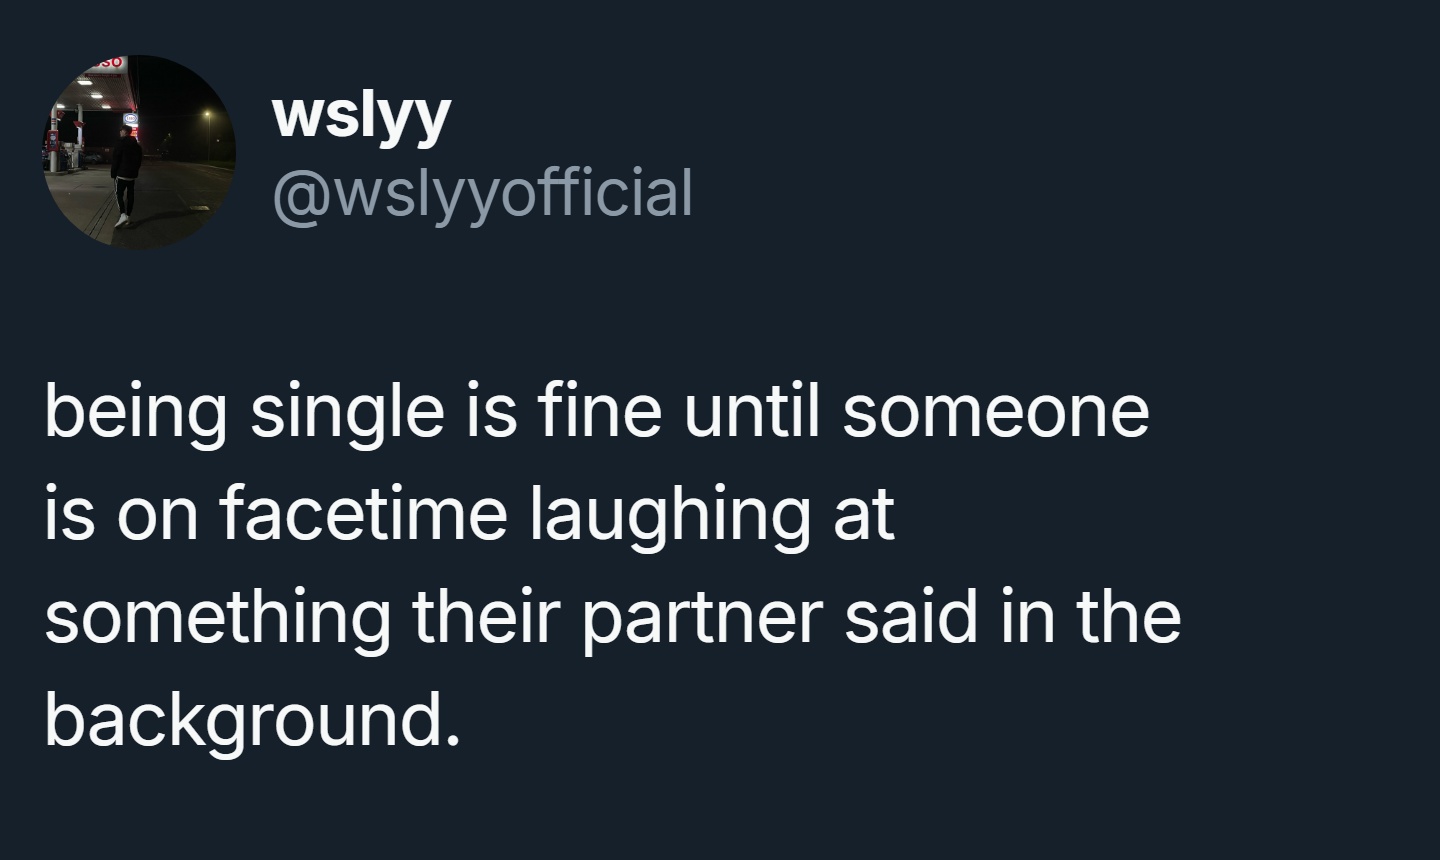 wslyy
@wslyyofficial
being single is fine until someone
is on facetime laughing at
something their partner said in the
background.